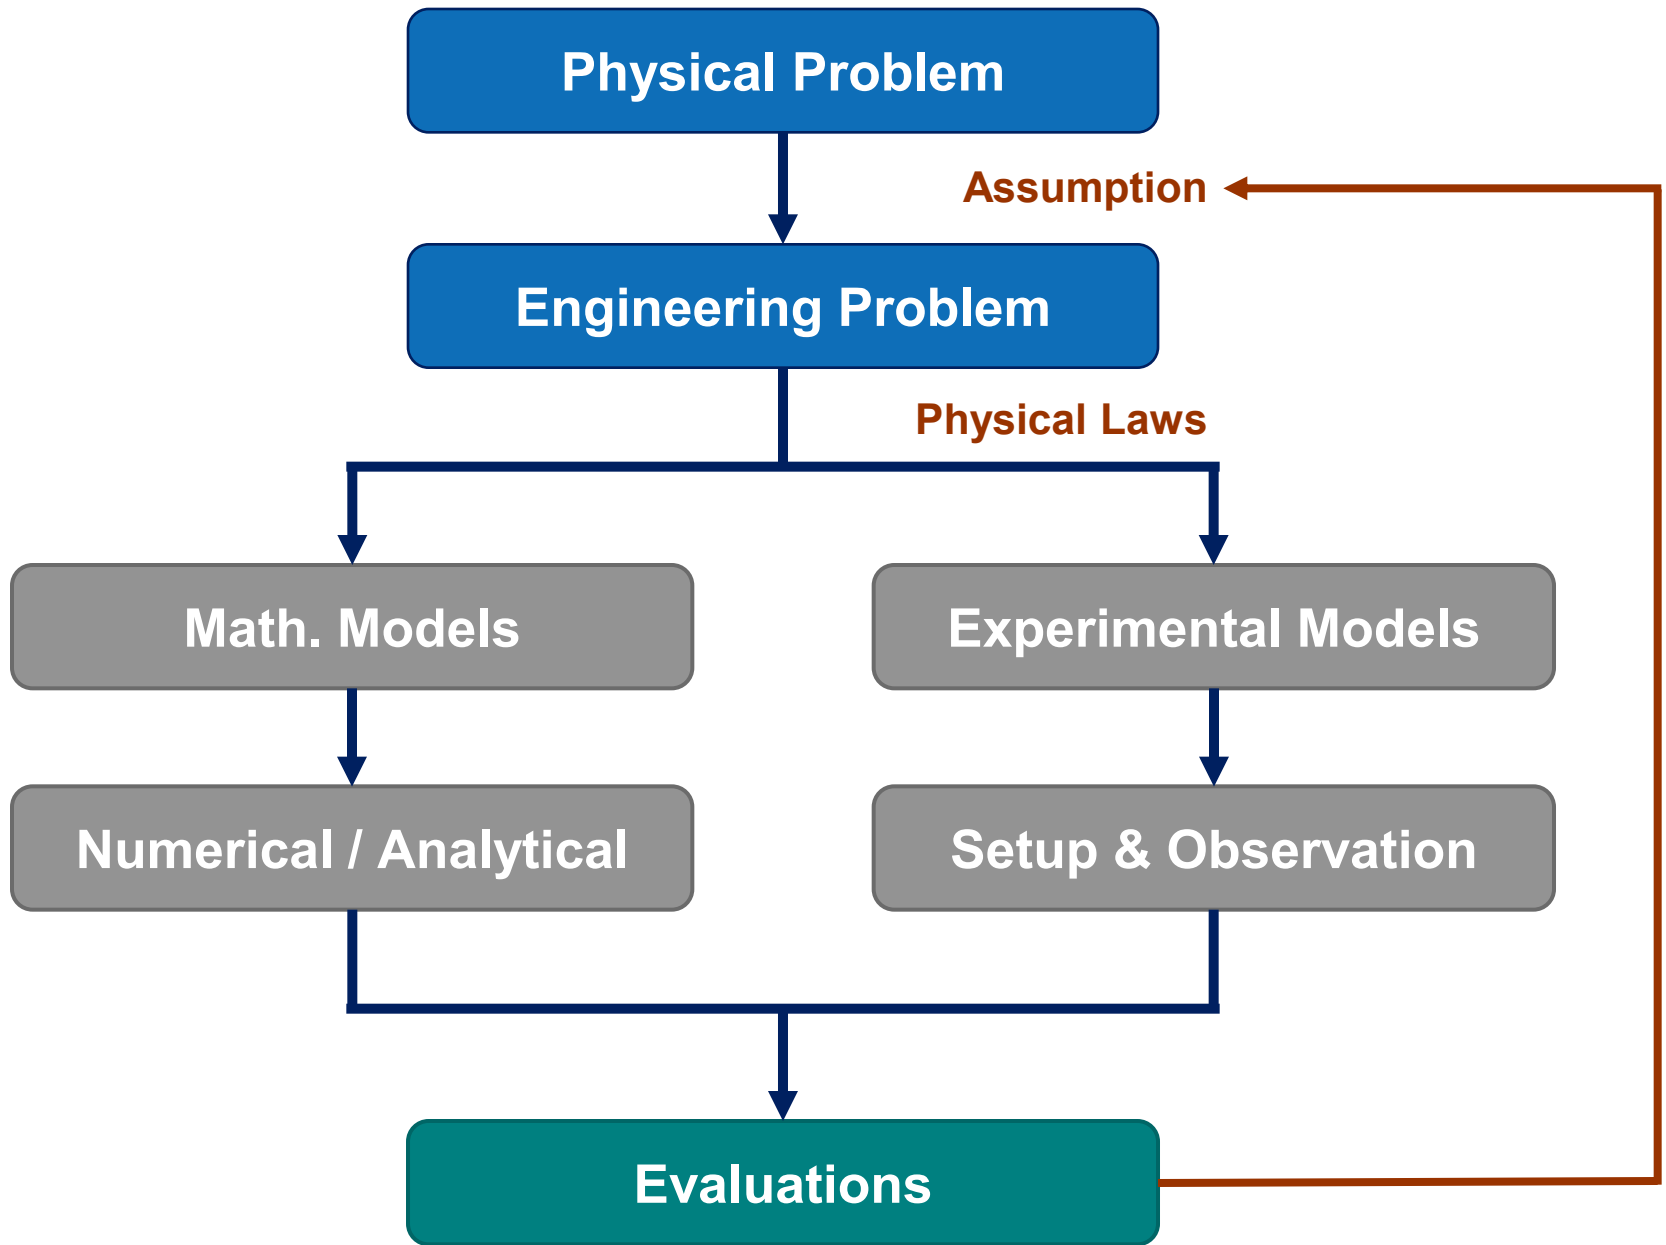 Physical Problem
Assumption
Engineering Problem
Physical Laws
Math. Models
Experimental Models
Numerical / Analytical
Setup & Observation
Evaluations